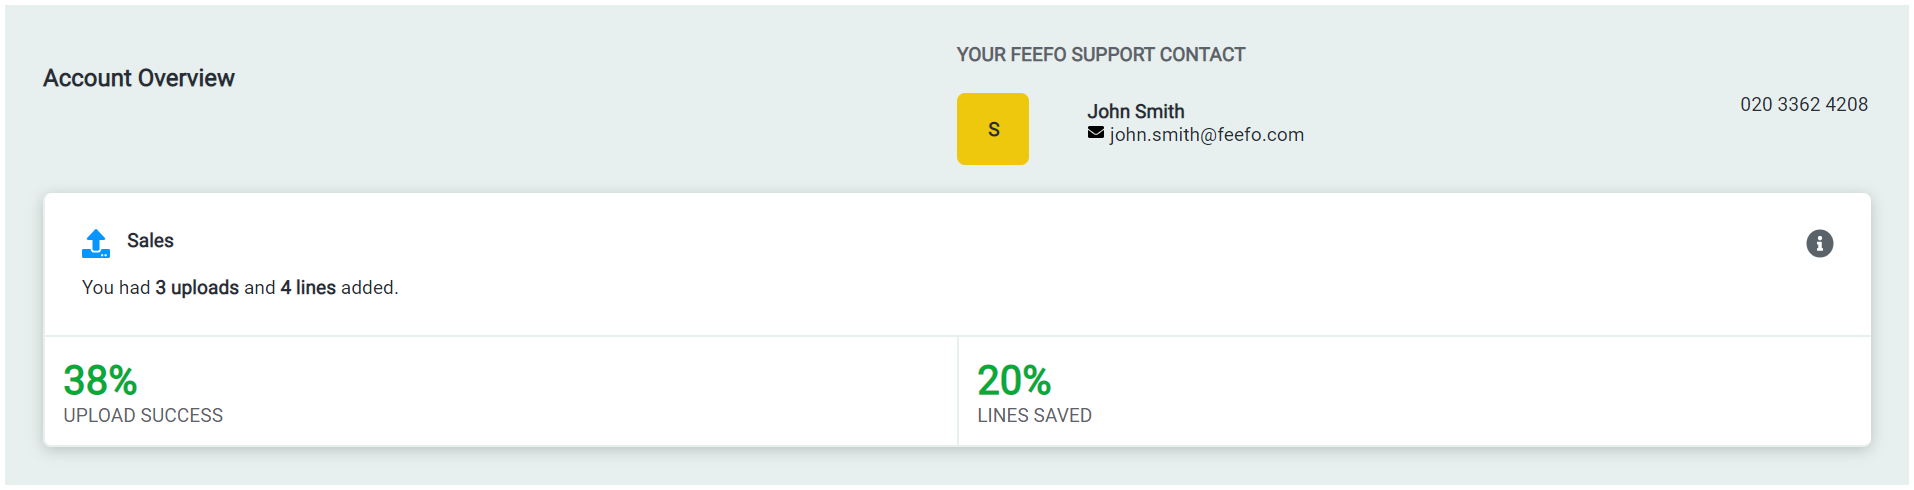 Account Overview
YOUR FEEFO SUPPORT CONTACT
S
John Smith
john.smith@feefo.com
020 3362 4208
Sales
You had 3 uploads and 4 lines added.
38%
UPLOAD SUCCESS
20%
LINES SAVED